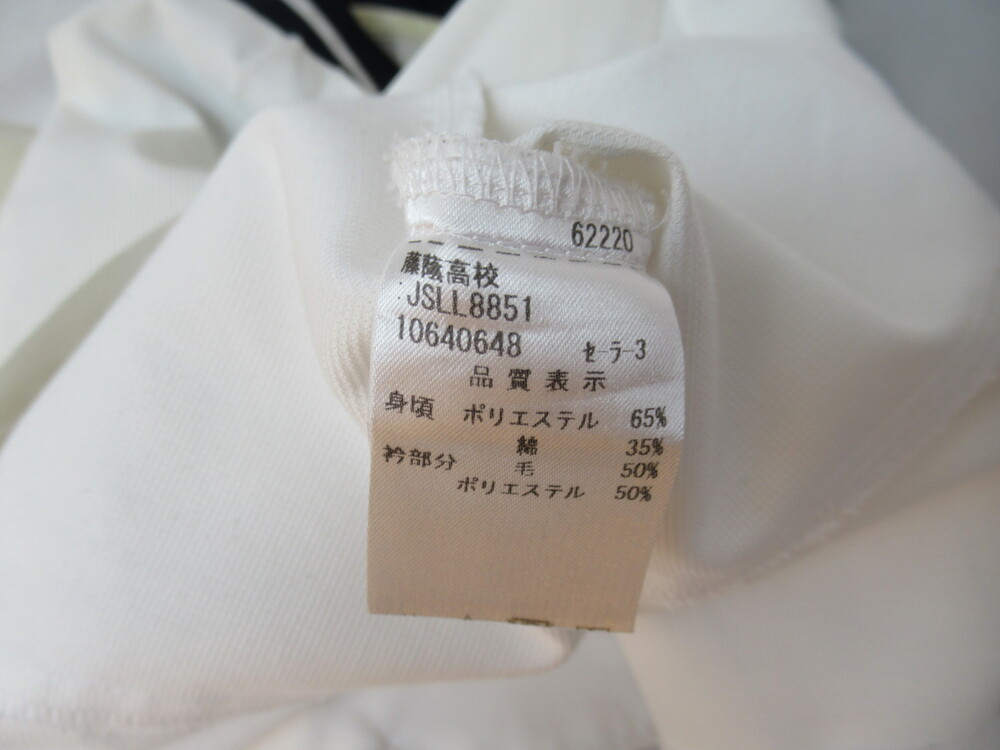 62220
藤蔭高校
JSLL8851
10640648 ｾｰﾗｰ3
品質表示
身頃 ポリエステル 65%
綿 35%
衿部分 毛 50%
ポリエステル 50%